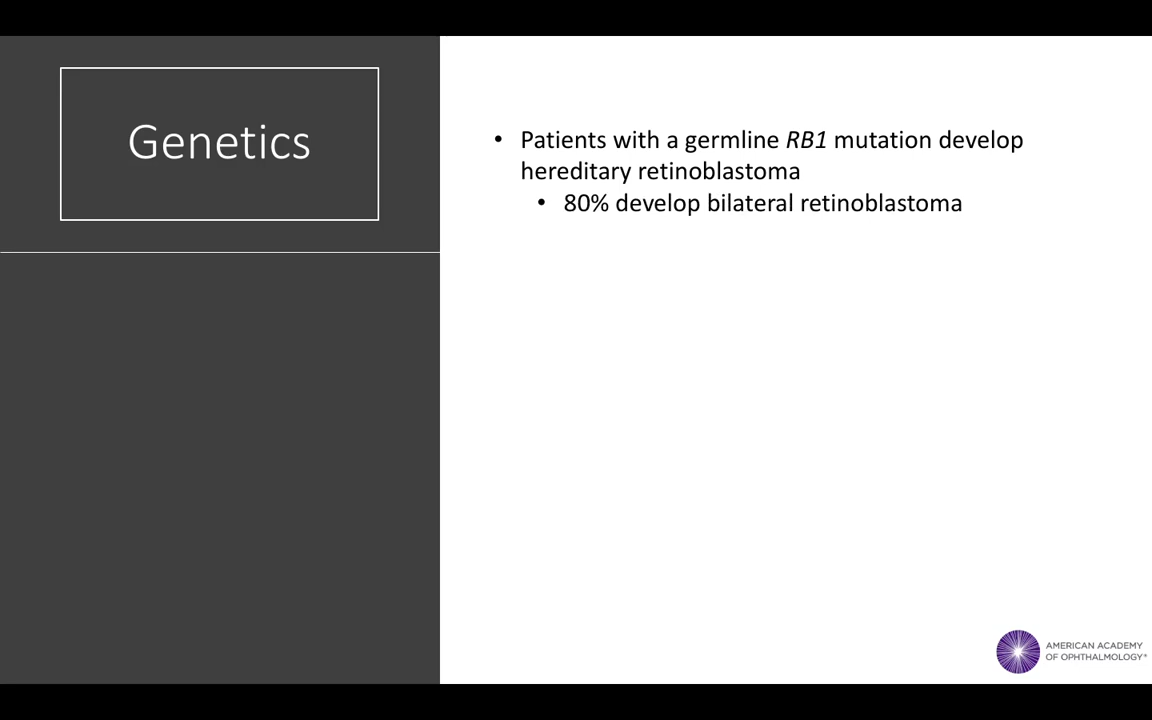 Genetics
• Patients with a germline RB1 mutation develop
hereditary retinoblastoma
• 80% develop bilateral retinoblastoma
AMERICAN ACADEMY
OF OPHTHALMOLOGY®